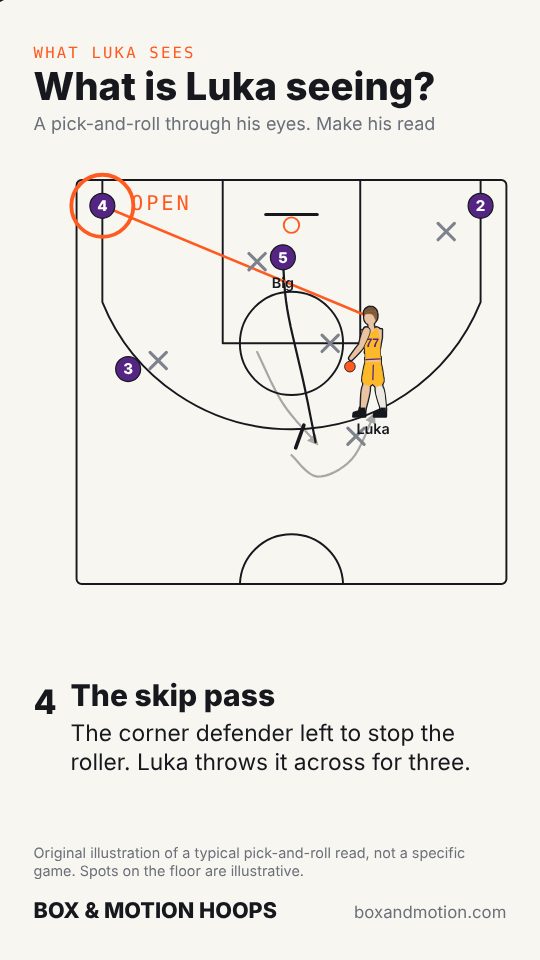 WHAT LUKA SEES
What is Luka seeing?
A pick-and-roll through his eyes. Make his read
4
OPEN
2
5
Big
77
3
Luka
4 The skip pass
The corner defender left to stop the
roller. Luka throws it across for three.
Original illustration of a typical pick-and-roll read, not a specific
game. Spots on the floor are illustrative.
BOX & MOTION HOOPS
boxandmotion.com